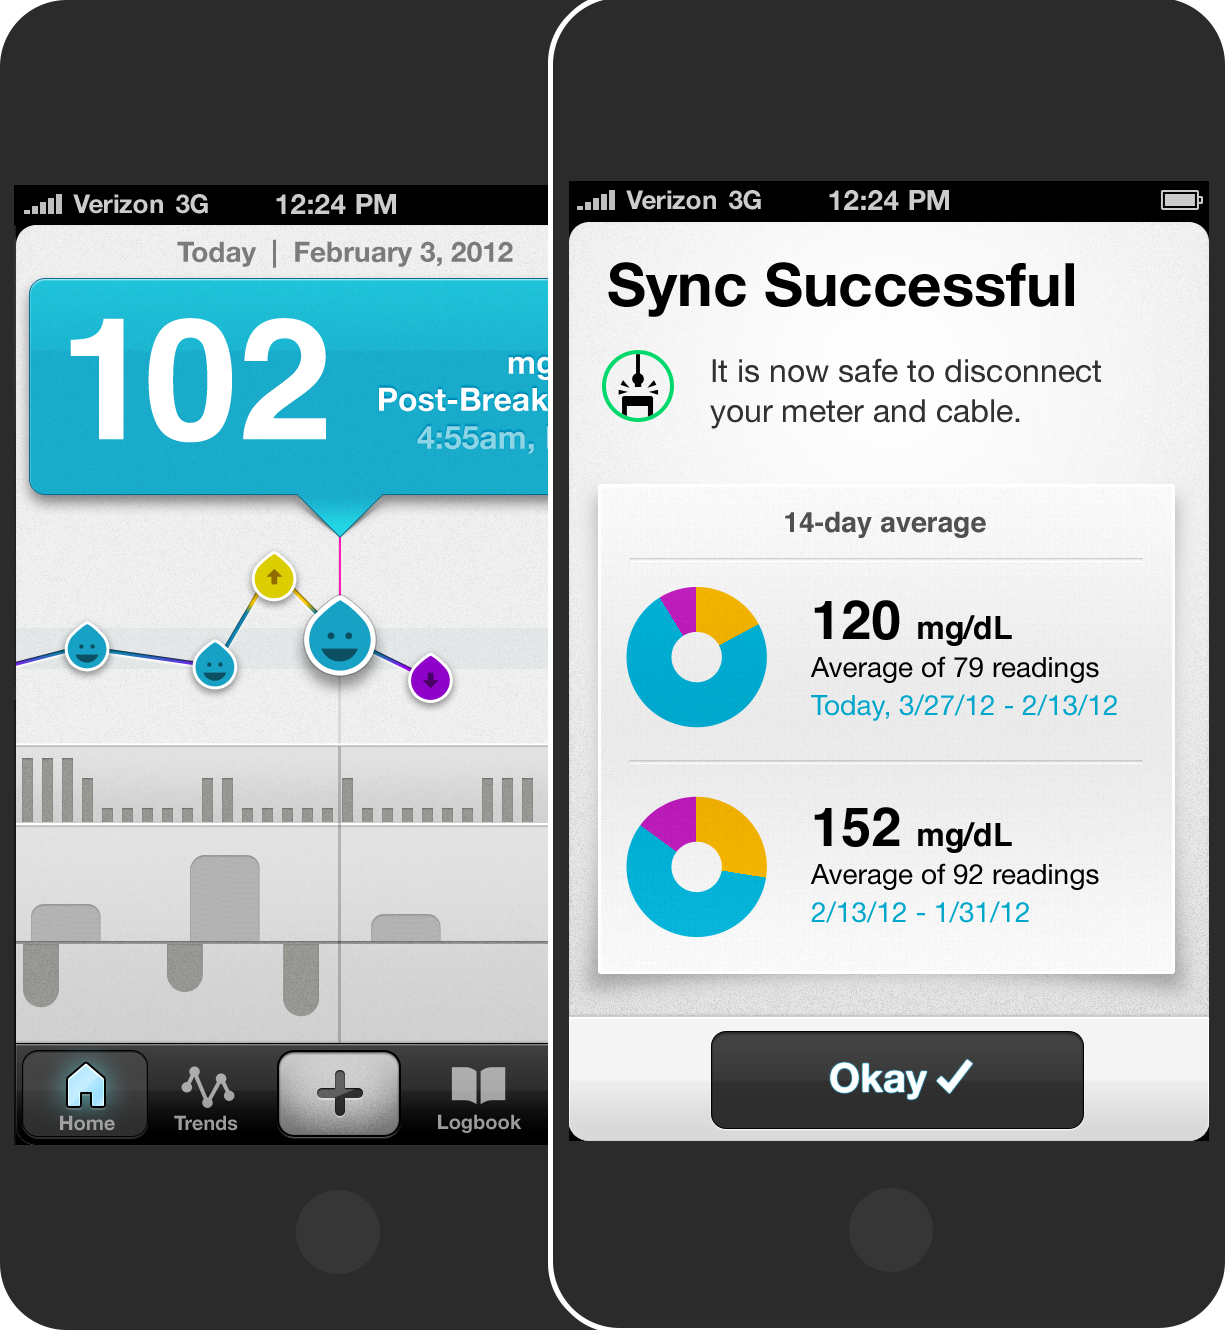 Verizon 3G 12:24 PM
Today | February 3, 2012
102
mg
Post-Break
4:55am,
Home
Trends
Logbook
Verizon 3G 12:24 PM
Sync Successful
It is now safe to disconnect
your meter and cable.
14-day average
120 mg/dL
Average of 79 readings
Today, 3/27/12 - 2/13/12
152 mg/dL
Average of 92 readings
2/13/12 - 1/31/12
Okay